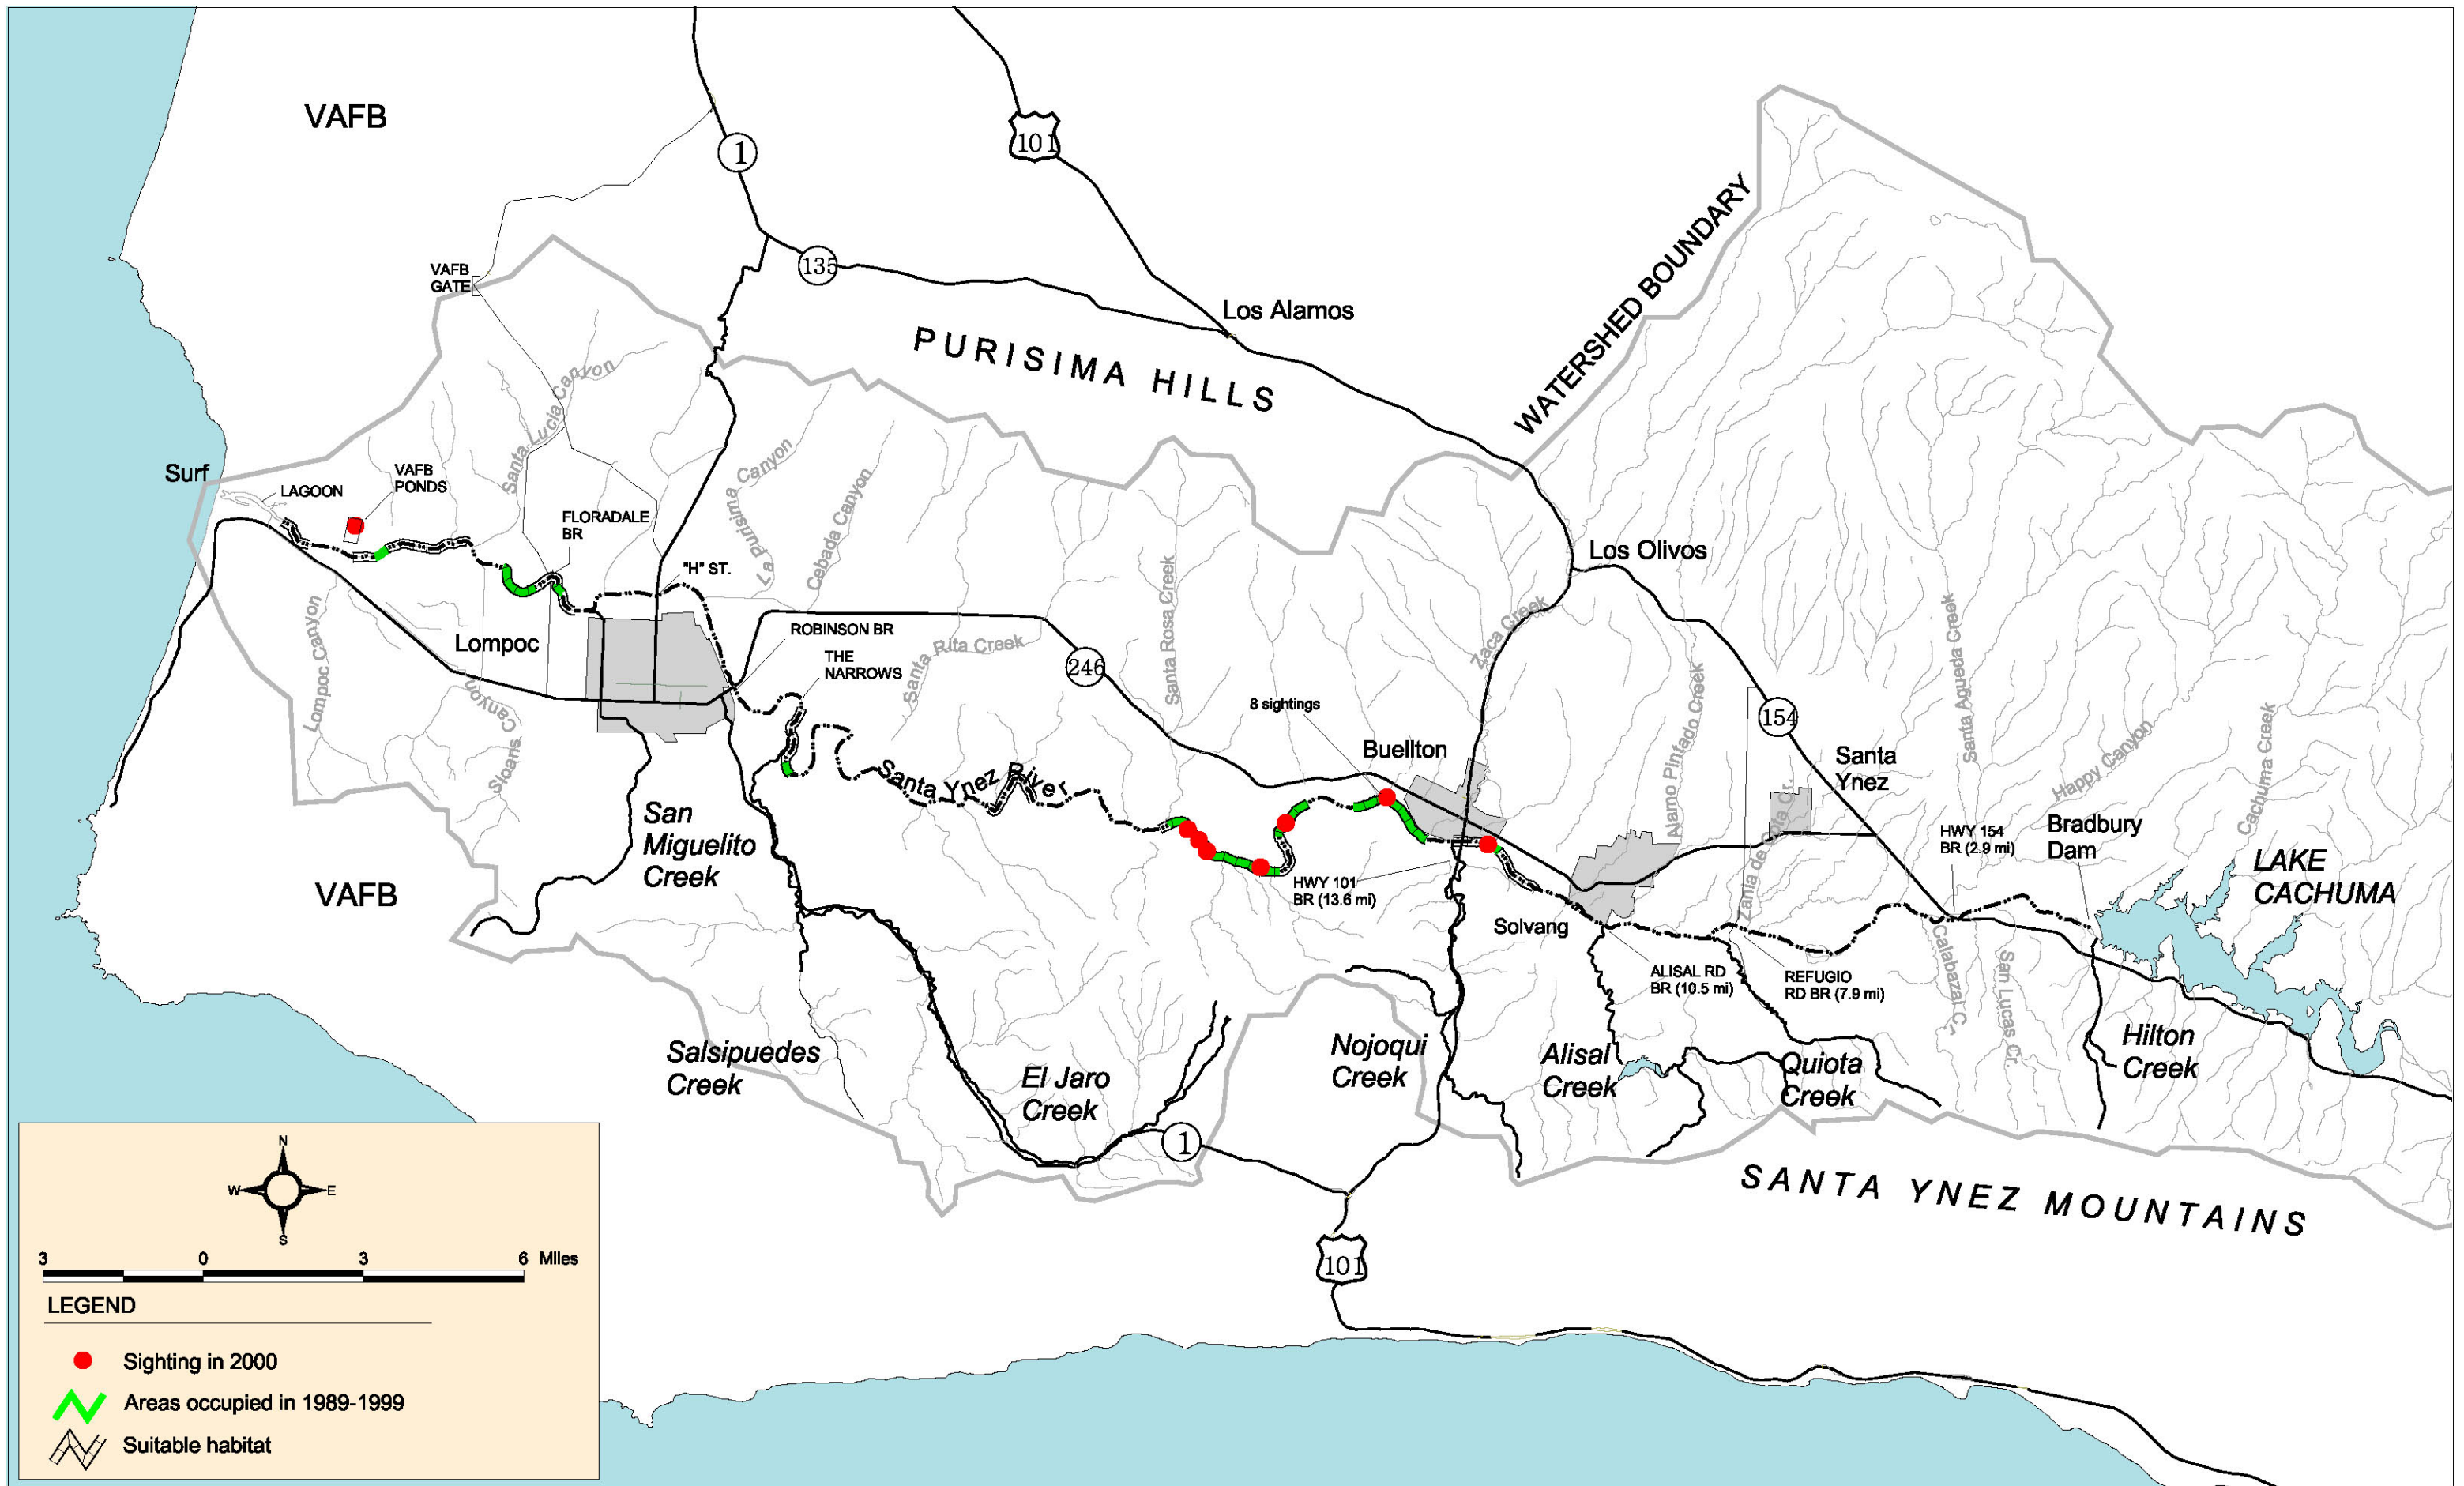 VAFB
1
101
135
VAFB
GATE
Los Alamos
PURISIMA HILLS
WATERSHED BOUNDARY
Santa Lucia Canyon
Surf
LAGOON
VAFB
PONDS
FLORADALE
BR
"H" ST.
La Purisima Canyon
Cebada Canyon
Los Olivos
Lompoc
Lompoc Canyon
Sloans Canyon
ROBINSON BR
THE
NARROWS
Santa Rita Creek
246
Santa Rosa Creek
Zaca Creek
8 sightings
Buellton
Alamo Pintado Creek
154
Santa
Ynez
Zania de Cota Cr.
Santa Agueda Creek
Happy Canyon
Cachuma Creek
Santa Ynez River
San
Miguelito
Creek
VAFB
HWY 101
BR (13.6 mi)
Solvang
HWY 154
BR (2.9 mi)
Bradbury
Dam
LAKE
CACHUMA
ALISAL RD
BR (10.5 mi)
REFUGIO
RD BR (7.9 mi)
Calabazal C.
San Lucas Cr.
Salsipuedes
Creek
El Jaro
Creek
Nojoqui
Creek
Alisal
Creek
Quiota
Creek
Hilton
Creek
1
SANTA YNEZ MOUNTAINS
101
N
W E
S
3 0 3 6 Miles
LEGEND
Sighting in 2000
Areas occupied in 1989-1999
Suitable habitat